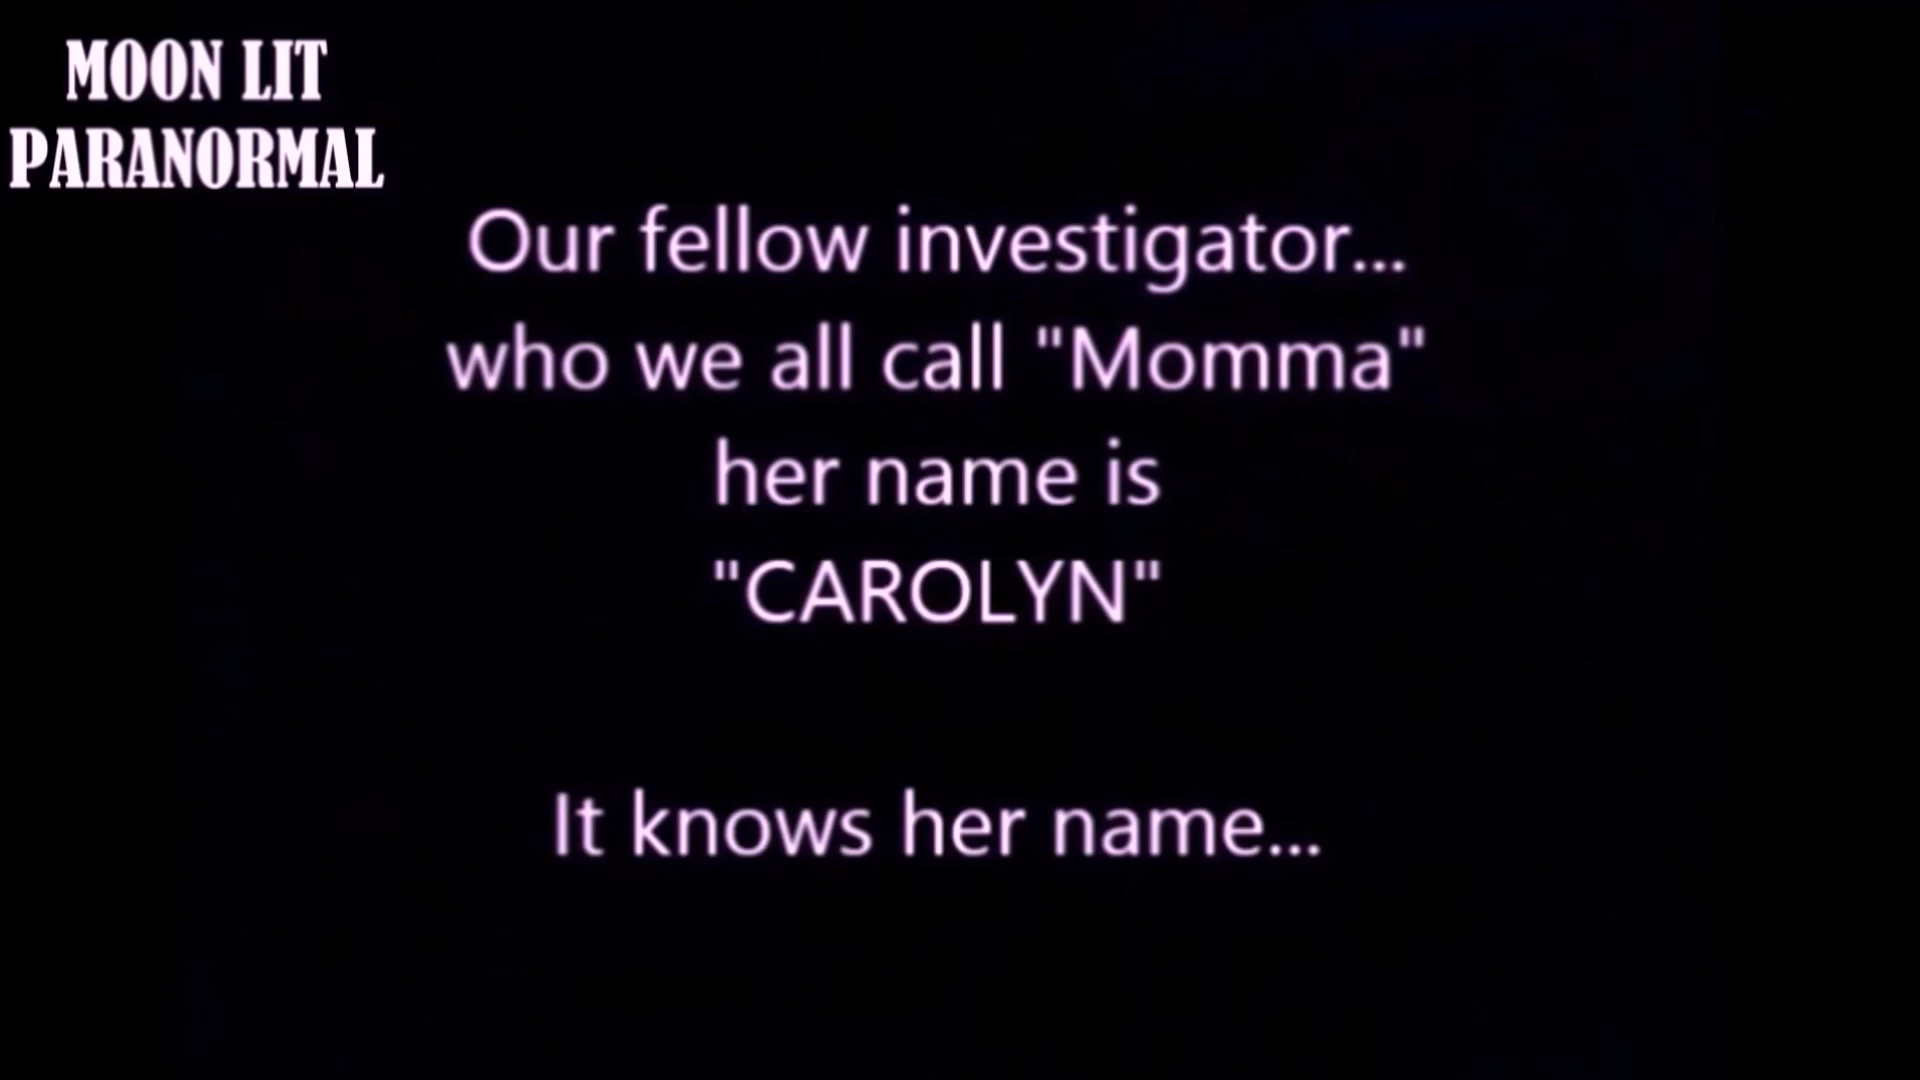 MOON LIT
PARANORMAL
Our fellow investigator...
who we all call "Momma"
her name is
"CAROLYN"
It knows her name...